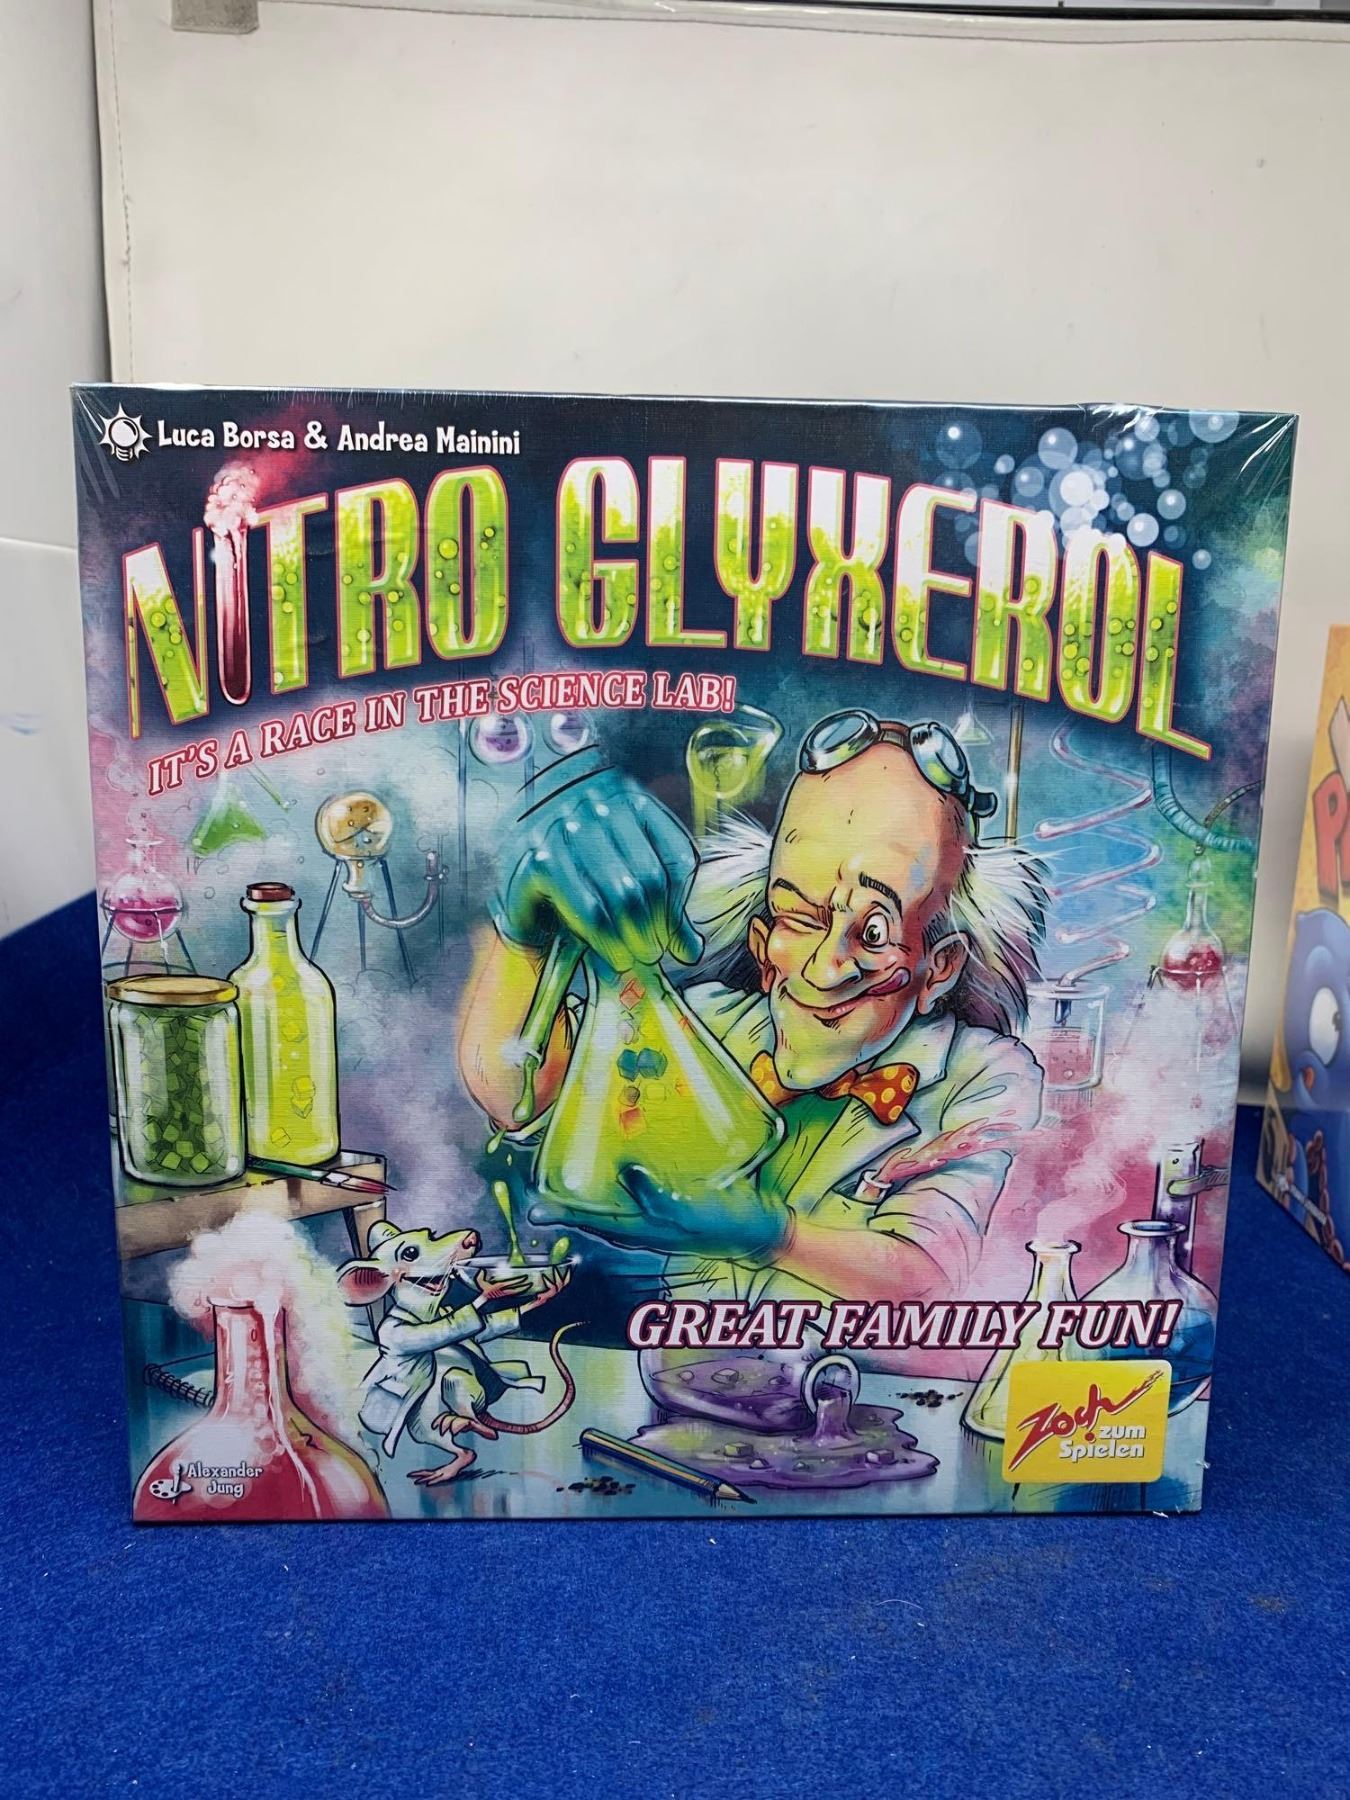 Luca Borsa & Andrea Mainini
NITRO GLYXEROL
IT'S A RACE IN THE SCIENCE LAB!
GREAT FAMILY FUN!
Zoch zum
Spielen
Alexander
Jung